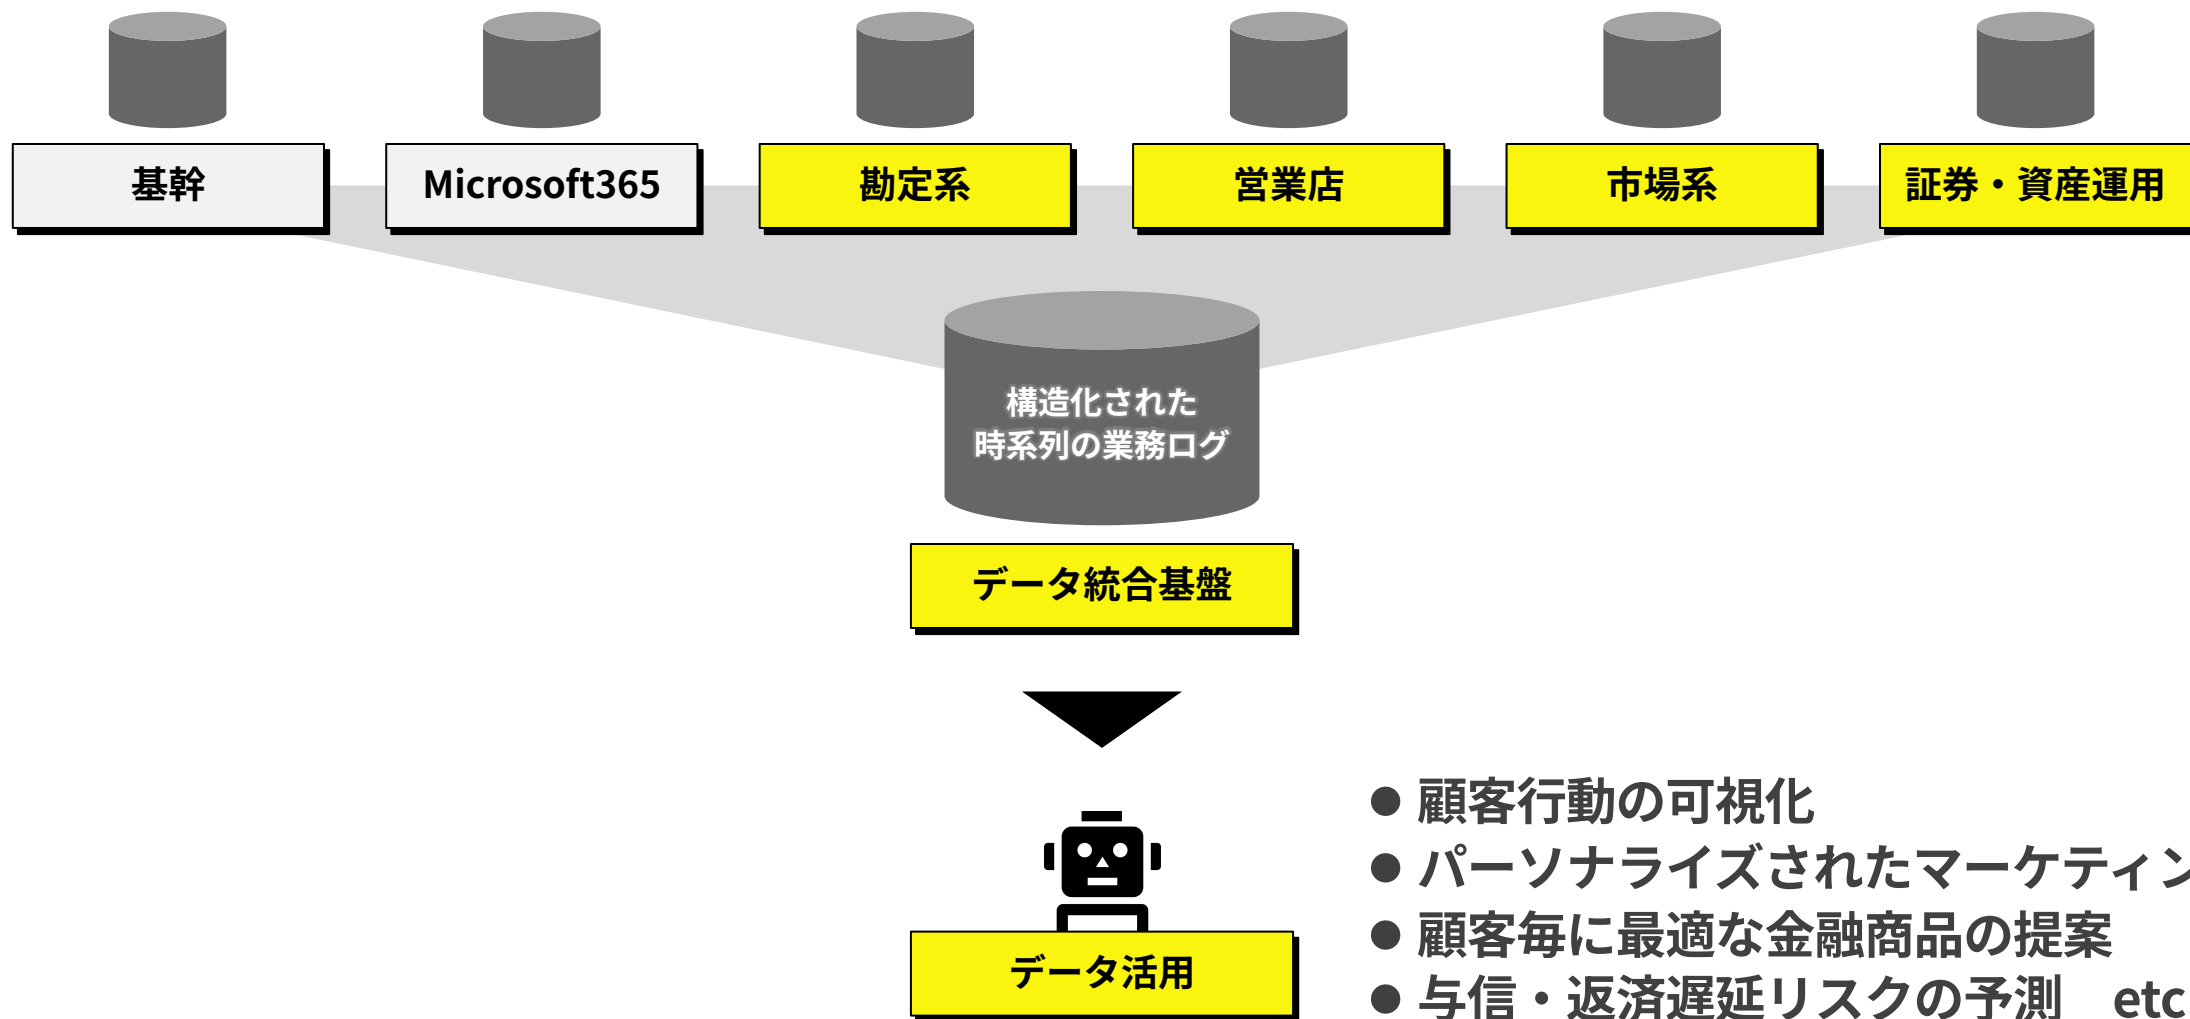 基幹
Microsoft365
勘定系
営業店
市場系
証券・資産運用
構造化された
時系列の業務ログ
データ統合基盤
● 顧客行動の可視化
● パーソナライズされたマーケティン
● 顧客毎に最適な金融商品の提案
● 与信・返済遅延リスクの予測　etc
データ活用